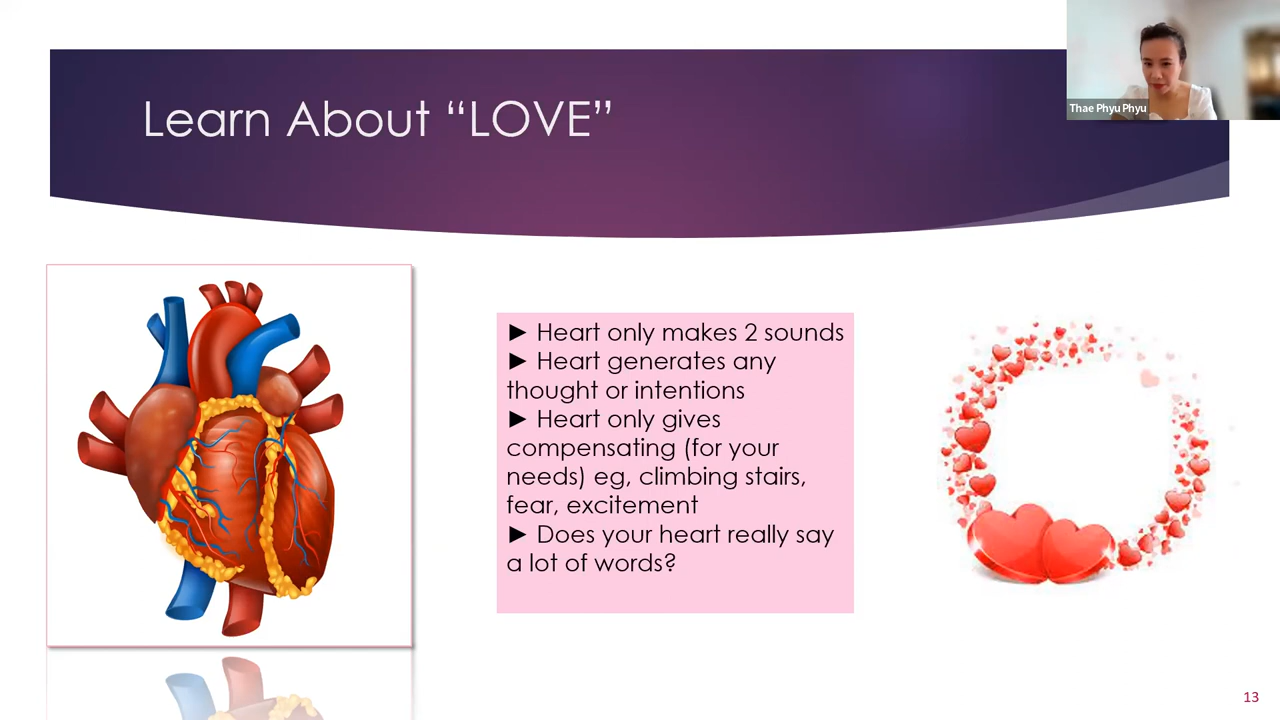 Learn About “LOVE”
Thae Phyu Phyu
► Heart only makes 2 sounds
► Heart generates any
thought or intentions
► Heart only gives
compensating (for your
needs) eg, climbing stairs,
fear, excitement
► Does your heart really say
a lot of words?
13